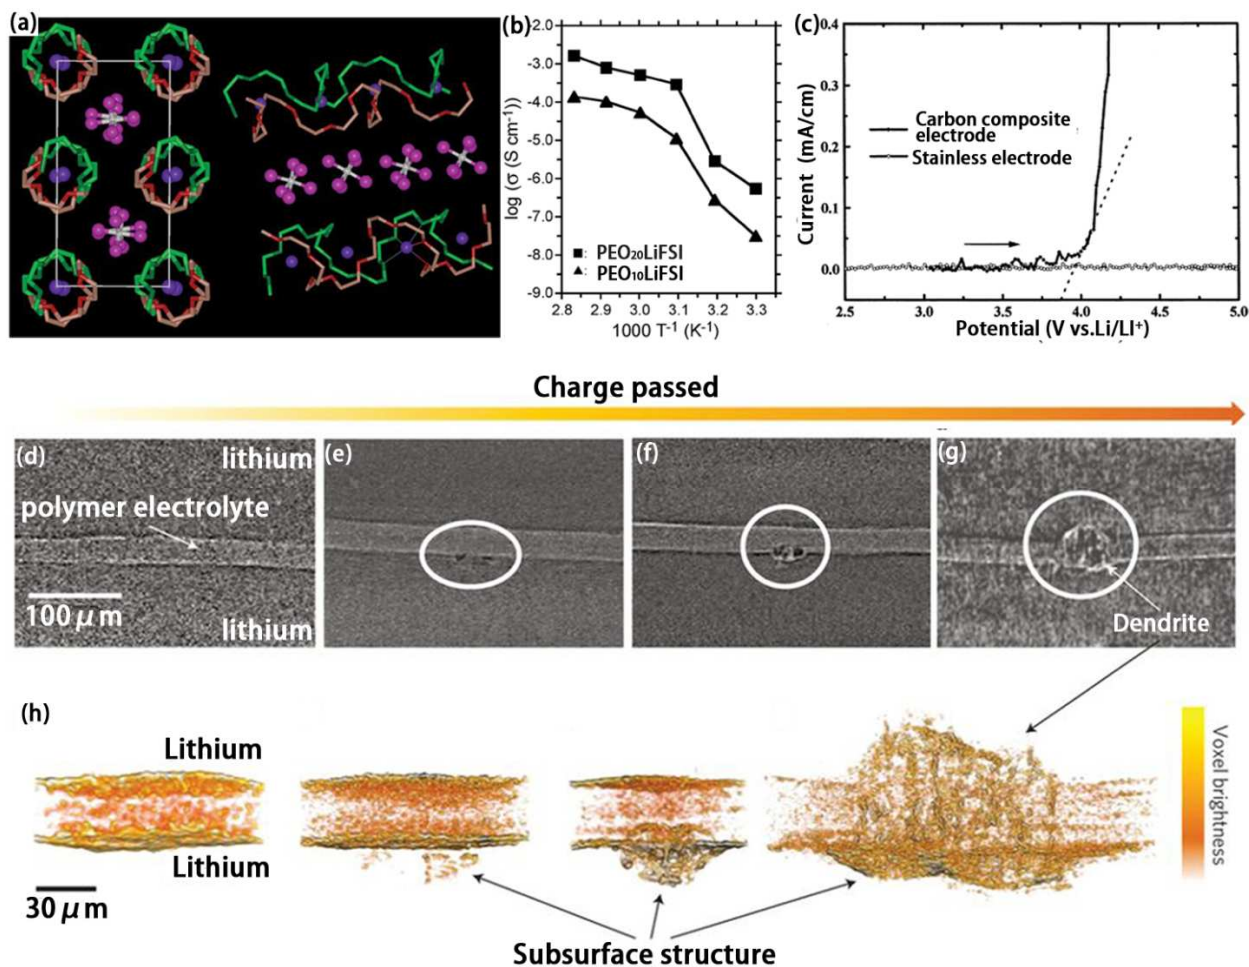 (a)
(b)
-2.0
-3.0
-4.0
-5.0
-6.0
-7.0
-8.0
-9.0
log (σ (S cm⁻¹))
■: PEO₂₀LiFSI
▲: PEO₁₀LiFSI
2.8 2.9 3.0 3.1 3.2 3.3
1000 T⁻¹ (K⁻¹)
(c)
0.4
0.3
0.2
0.1
0.0
Current (mA/cm)
Carbon composite
electrode
Stainless electrode
2.5 3.0 3.5 4.0 4.5 5.0
Potential (V vs.Li/LI⁺)
Charge passed
(d)
lithium
polymer electrolyte
100 μm
lithium
(e)
(f)
(g)
Dendrite
(h)
Lithium
Lithium
30 μm
Subsurface structure
Voxel brightness